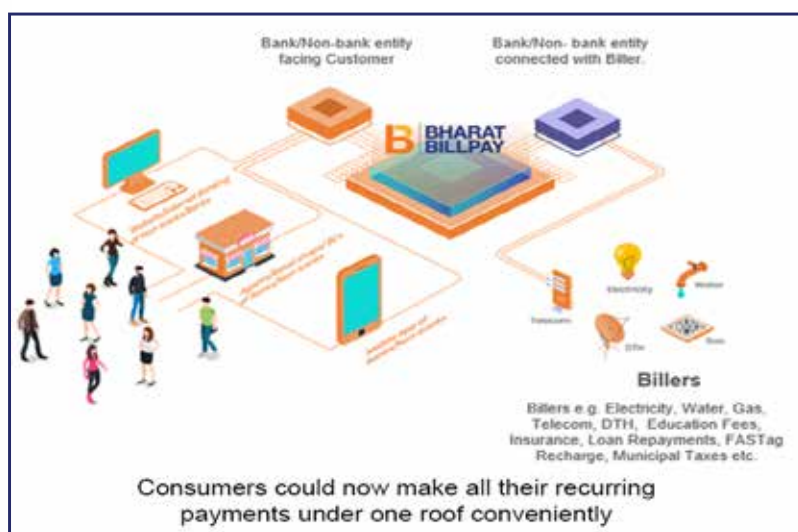 Bank/Non-bank entity
facing Customer
Bank/Non- bank entity
connected with Biller.
B BHARAT
BILLPAY
Electricity
Water
Telecom
DTH
Gas
Billers
Billers e.g. Electricity, Water, Gas,
Telecom, DTH, Education Fees,
Insurance, Loan Repayments, FASTag
Recharge, Municipal Taxes etc.
Consumers could now make all their recurring
payments under one roof conveniently